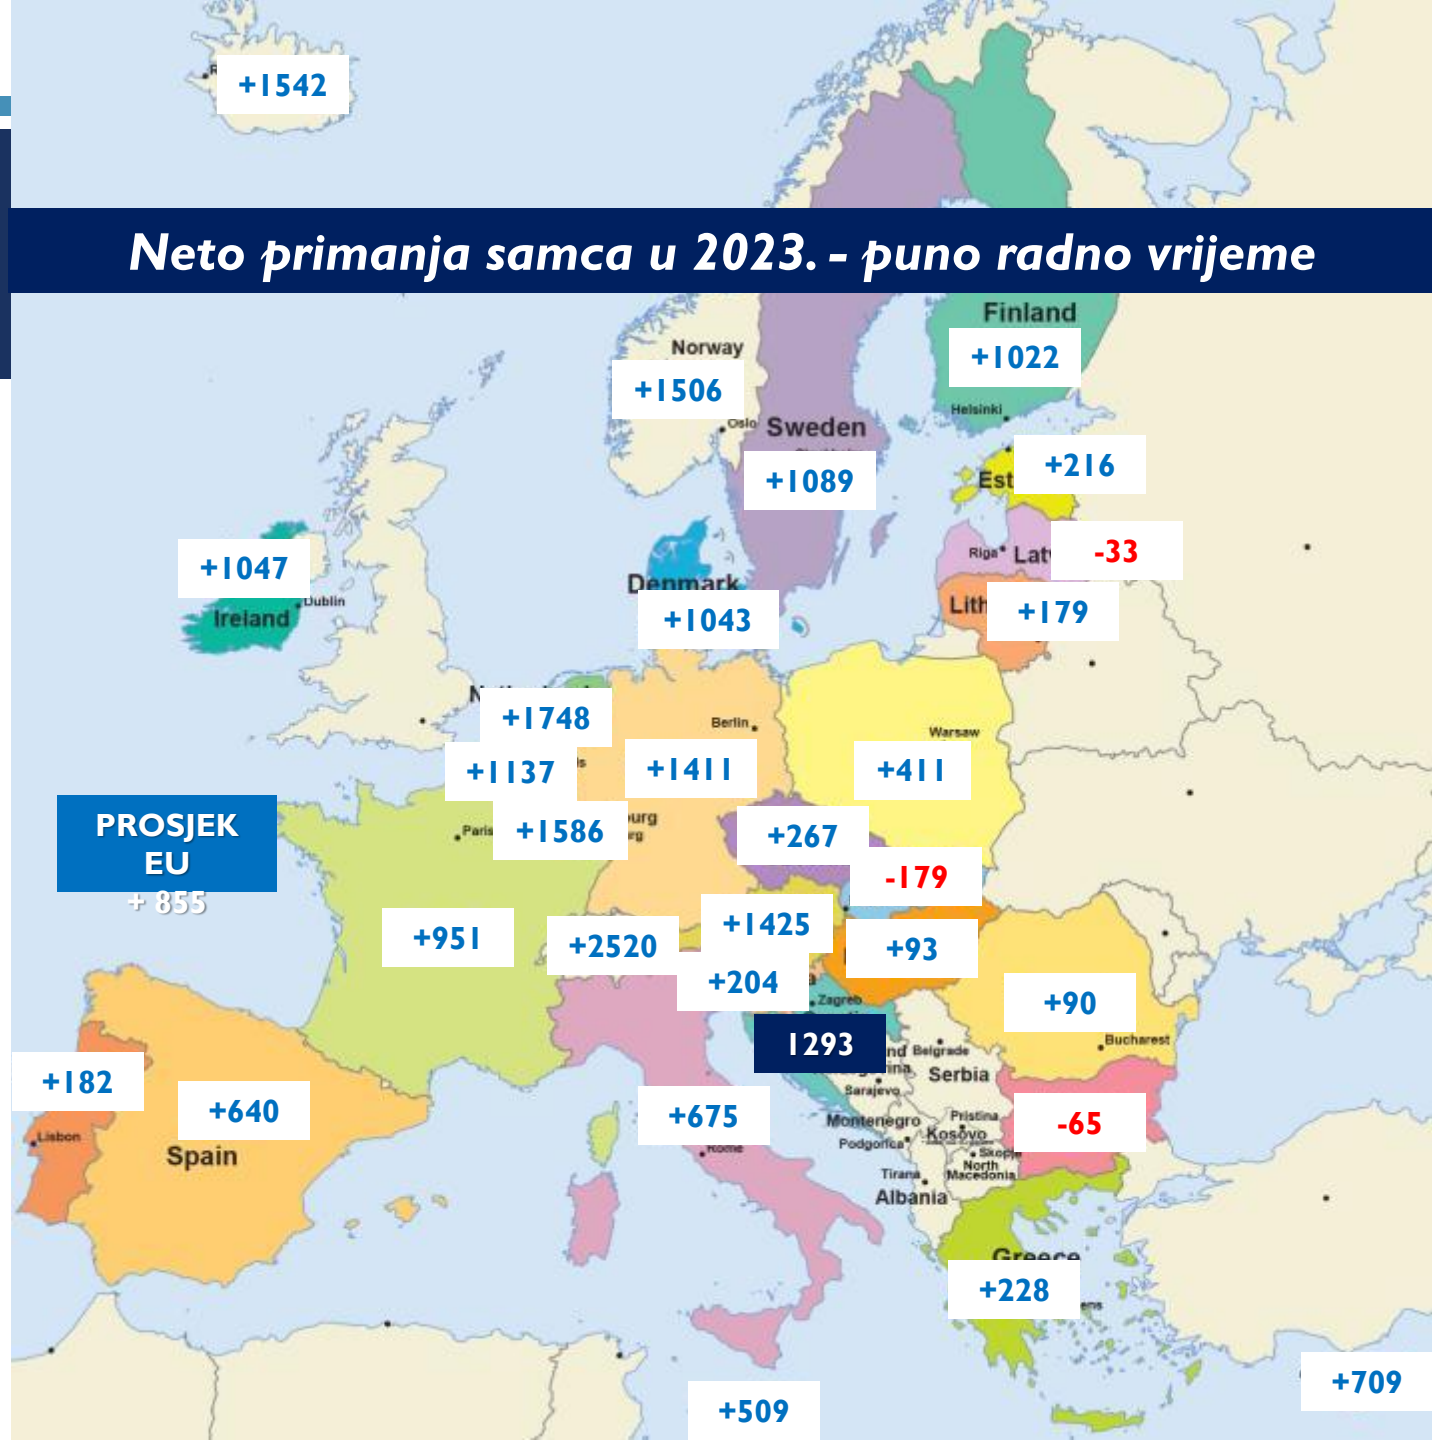 +1542
Neto primanja samca u 2023. - puno radno vrijeme
Finland
Norway
+1022
+1506
Helsinki
Oslo
Sweden
+216
+1089
-33
Riga
+1047
Denmark
Dublin
+179
Ireland
+1043
+1748
Berlin
Warsaw
+1137
+1411
+411
PROSJEK
EU
+ 855
Paris
+1586
+267
-179
+1425
+951
+2520
+93
+204
Zagreb
+90
1293
Bucharest
Belgrade
Serbia
+182
Sarajevo
+640
+675
Pristina
Montenegro
-65
Lisbon
Kosovo
Podgorica
Rome
Spain
Skopje
North
Macedonia
Tirana
Albania
Greece
+228
+709
+509